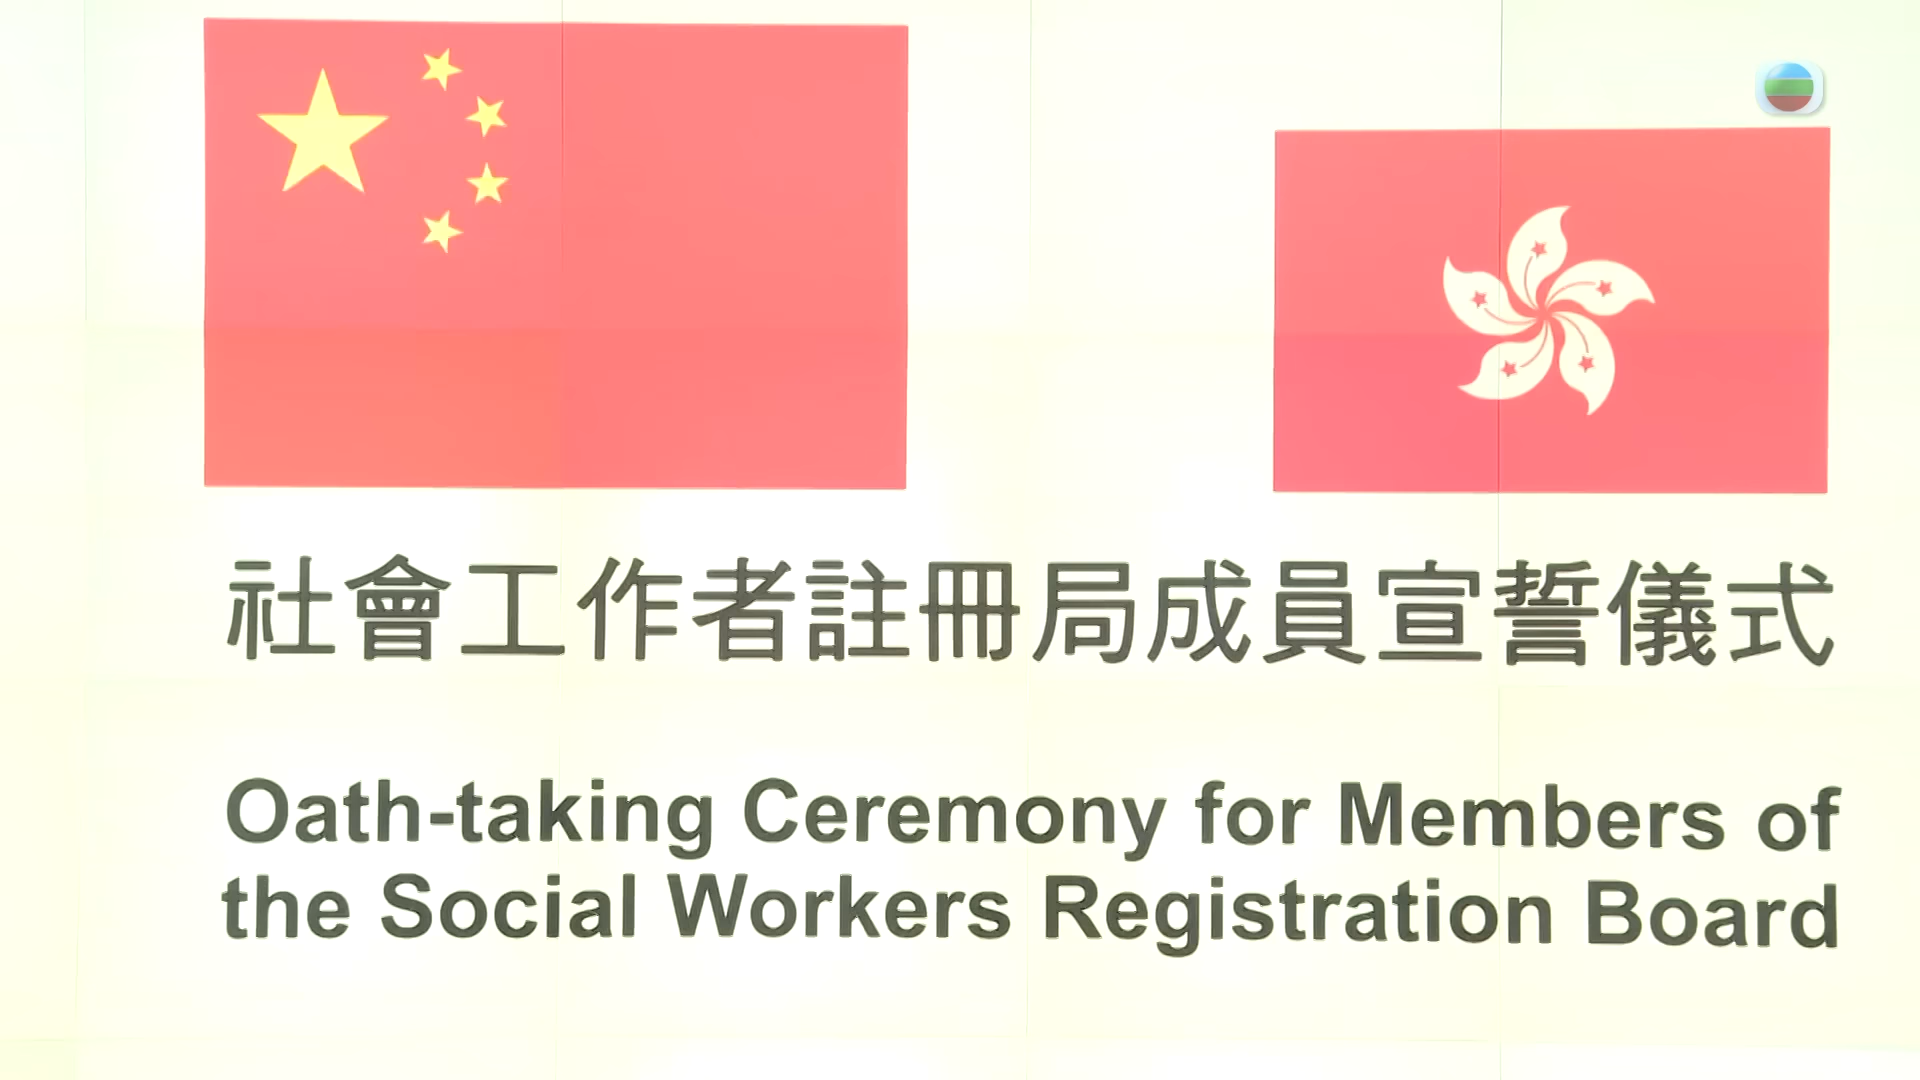 社會工作者註冊局成員宣誓儀式
Oath-taking Ceremony for Members of
the Social Workers Registration Board